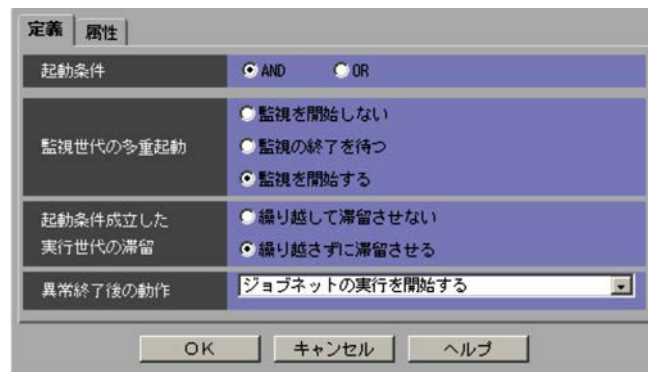 定義 属性
起動条件 AND OR
監視世代の多重起動
監視を開始しない
監視の終了を待つ
監視を開始する
起動条件成立した
実行世代の滞留
繰り越して滞留させない
繰り越さずに滞留させる
異常終了後の動作 ジョブネットの実行を開始する
OK キャンセル ヘルプ